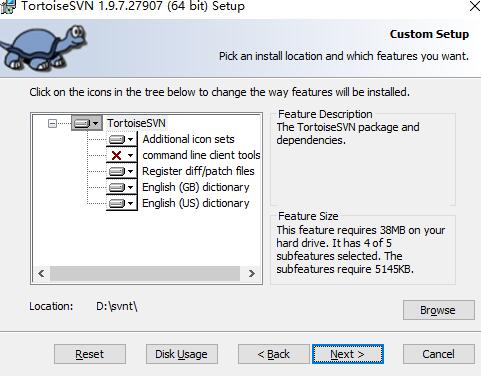 TortoiseSVN 1.9.7.27907 (64 bit) Setup
Custom Setup
Pick an install location and which features you want.
Click on the icons in the tree below to change the way features will be installed.
TortoiseSVN
Additional icon sets
command line client tools
Register diff/patch files
English (GB) dictionary
English (US) dictionary
Feature Description
The TortoiseSVN package and
dependencies.
Feature Size
This feature requires 38MB on your
hard drive. It has 4 of 5
subfeatures selected. The
subfeatures require 5145KB.
Location: D:\svnt\
Browse
Reset Disk Usage < Back Next > Cancel